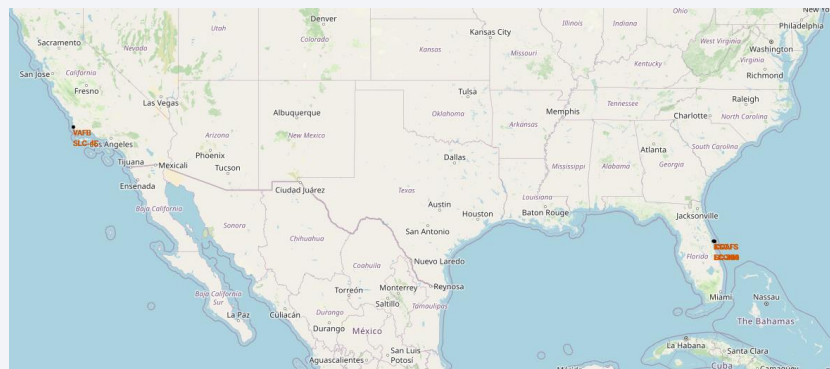 New Yo
Philadelphia
Denver
Utah
Colorado
Kansas City
Kansas
Missouri
Illinois
Indiana
Ohio
West Virginia
Washington
Virginia
Richmond
Kentucky
Sacramento
Nevada
San Jose
California
Fresno
Las Vegas
Tulsa
Raleigh
Tennessee
Charlotte
North Carolina
Albuquerque
Oklahoma
Arkansas
Memphis
VAFB
Arizona
New Mexico
Phoenix
Tucson
Atlanta
South Carolina
Tijuana
Mexicali
Dallas
Mississippi
Alabama
Georgia
Ensenada
Ciudad Juárez
Texas
Louisiana
Baja California
Austin
Houston
Baton Rouge
Jacksonville
Sonora
Chihuahua
San Antonio
Florida
Coahuila
Nuevo Laredo
Baja California
Sur
Torreón
Monterrey
Reynosa
Miami
Nassau
La Paz
Culiacán
Durango
Saltillo
Tamaulipas
The Bahamas
Durango
México
La Habana
Aguascalientes
San Luis
Potosí
Santa Clara
Cuba